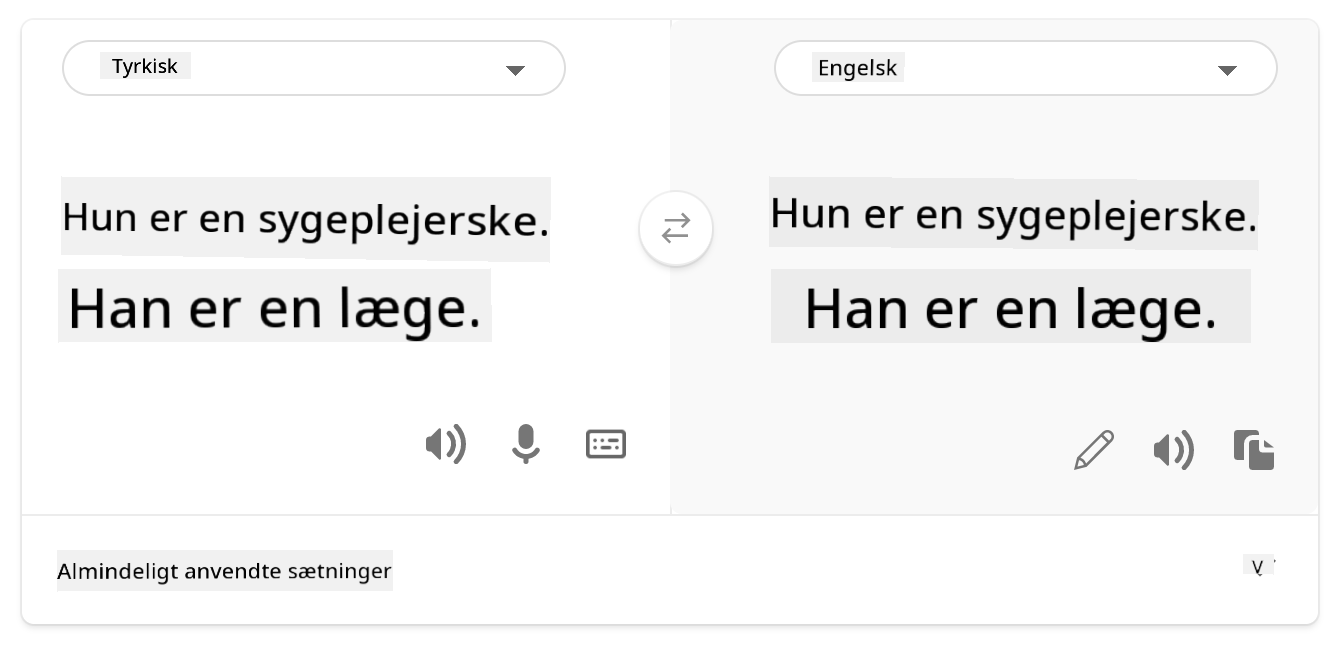 Tyrkisk
Engelsk
Hun er en sygeplejerske.
Han er en læge.
Hun er en sygeplejerske.
Han er en læge.
Almindeligt anvendte sætninger